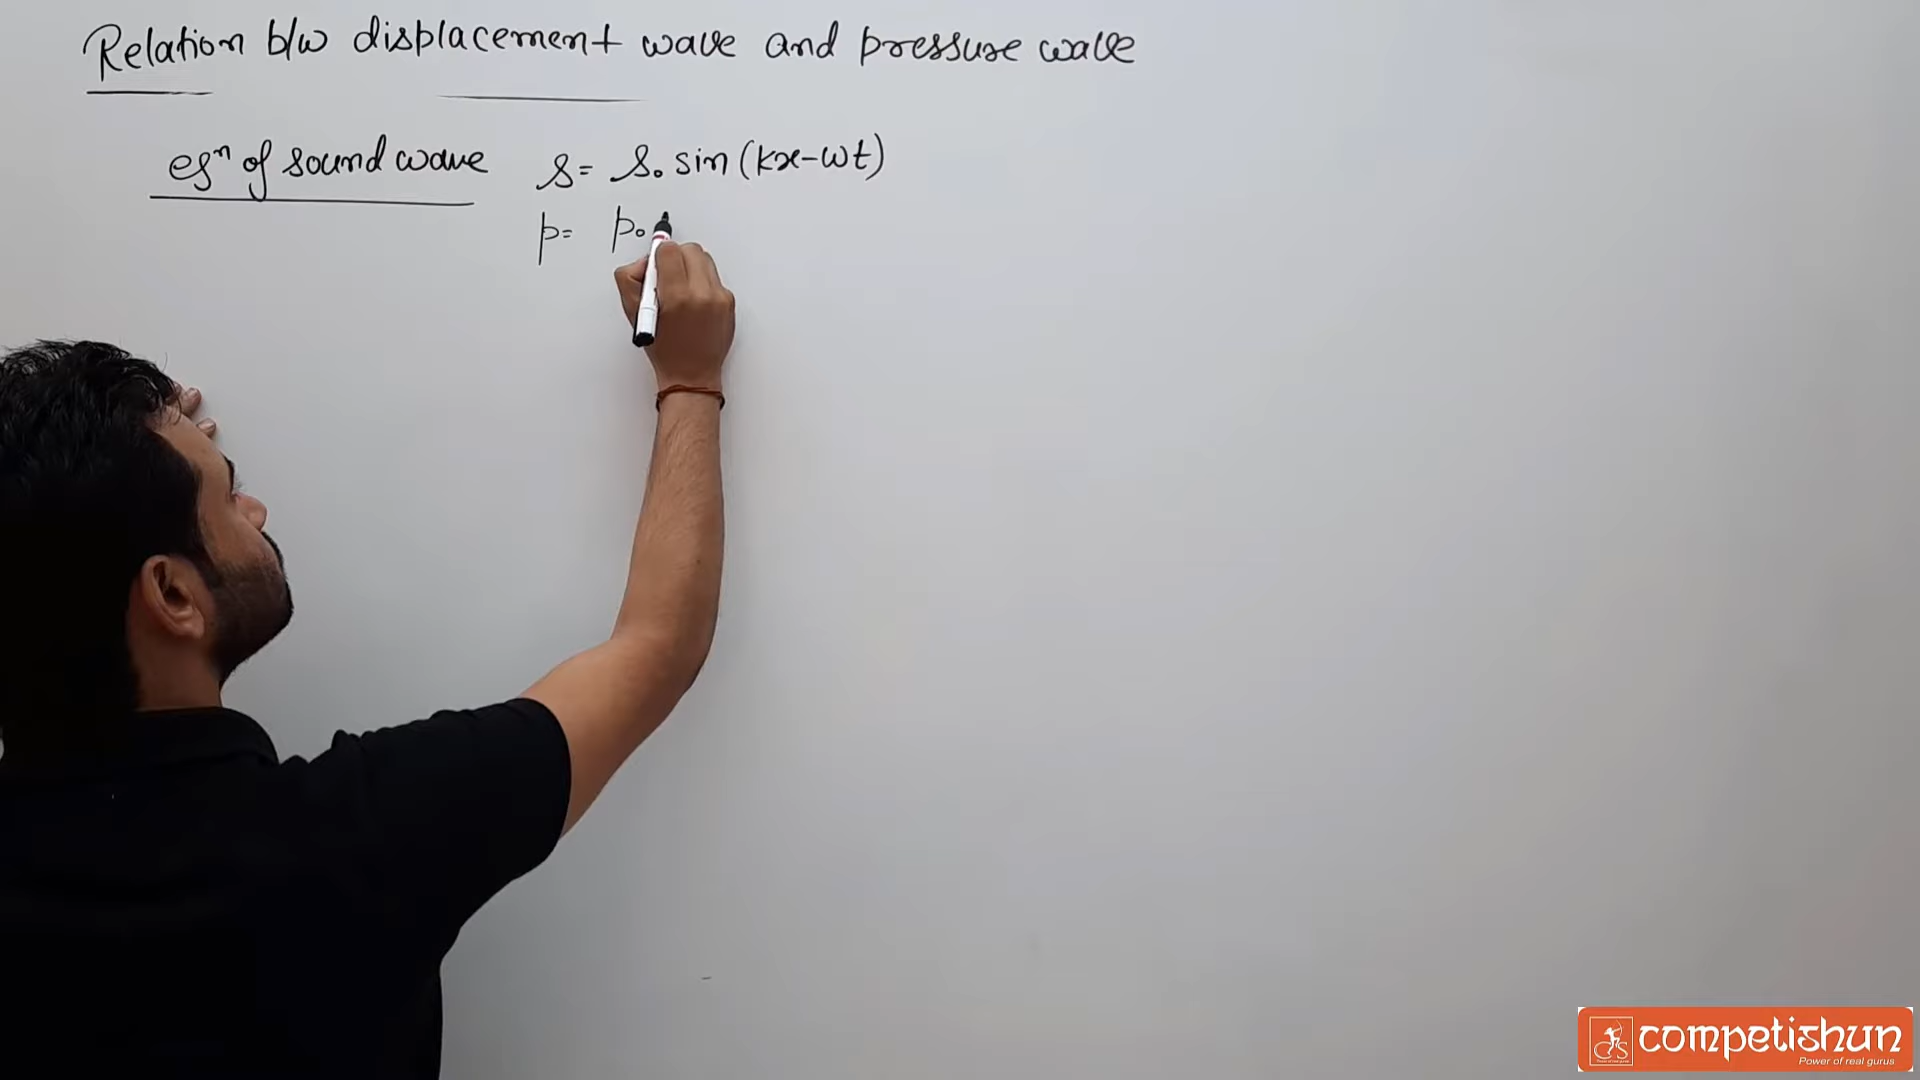 Relation b/w displacement wave and pressure wave
eqⁿ of sound wave s = s₀ sin(kx-ωt)
p = p₀
competishun
Power of real gurus